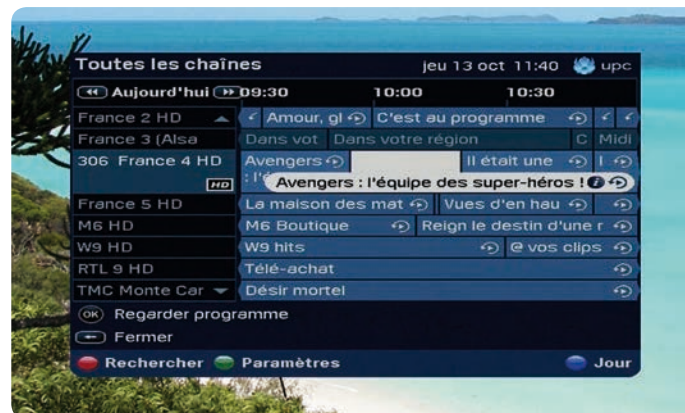 Toutes les chaînes jeu 13 oct 11:40 upc
Aujourd'hui 09:30 10:00 10:30
France 2 HD Amour, gl C'est au programme
France 3 (Alsa Dans vot Dans votre région C Midi
306 France 4 HD Avengers Il était une I
HD : l'é Avengers : l'équipe des super-héros !
France 5 HD La maison des mat Vues d'en hau
M6 HD M6 Boutique Reign le destin d'une r
W9 HD W9 hits @ vos clips
RTL 9 HD Télé-achat
TMC Monte Car Désir mortel
OK Regarder programme
Fermer
Rechercher Paramètres Jour